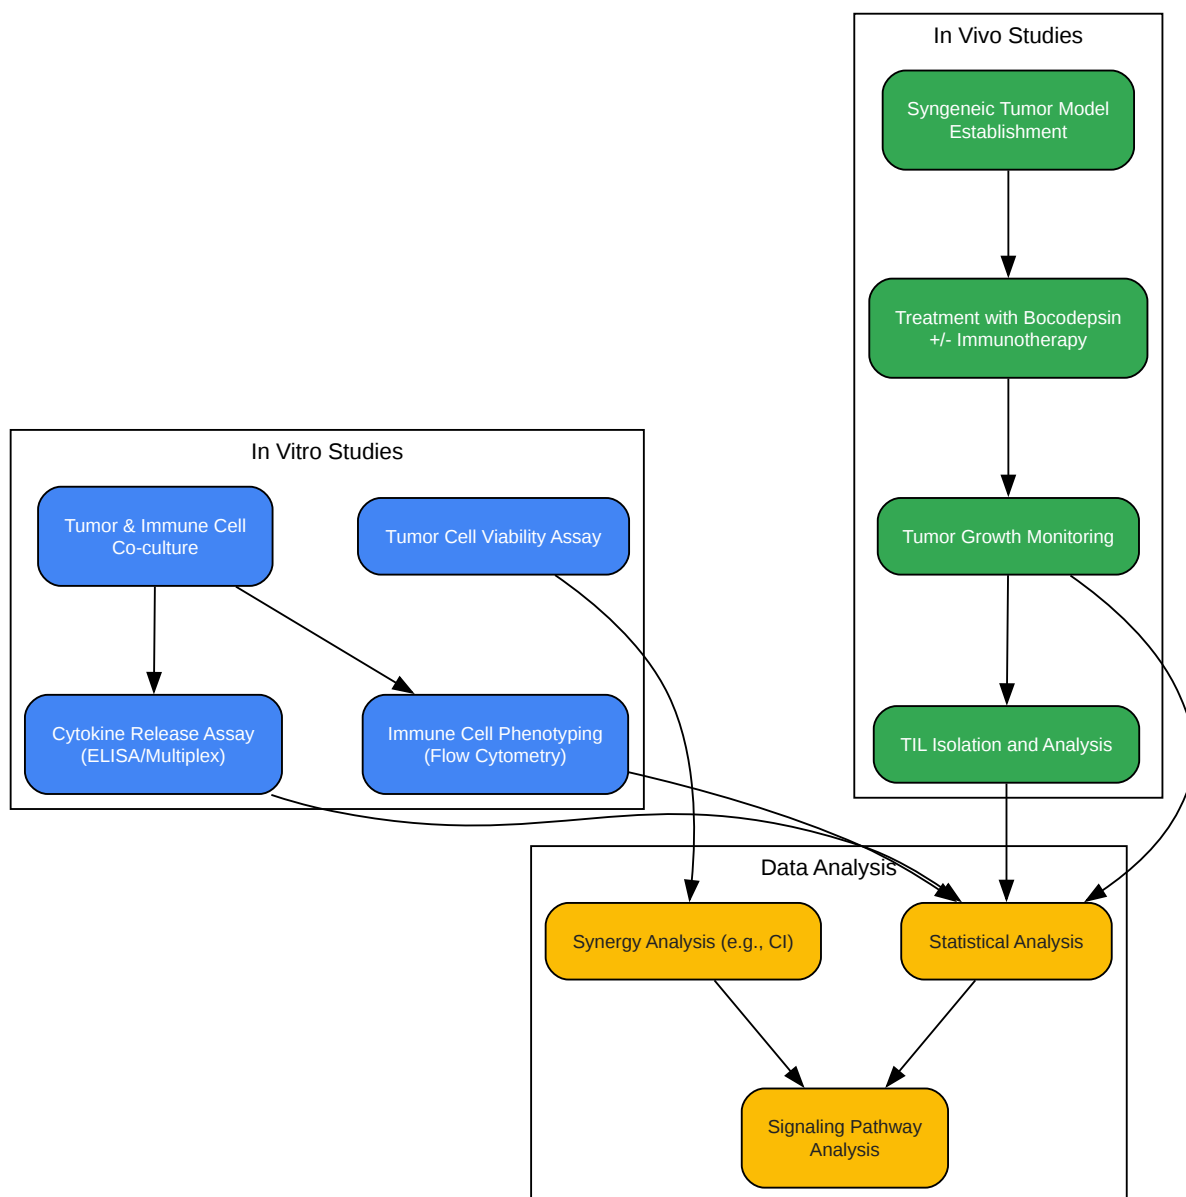 In Vivo Studies
Syngeneic Tumor Model
Establishment
Treatment with Bocodepsin
+/- Immunotherapy
Tumor Growth Monitoring
TIL Isolation and Analysis
In Vitro Studies
Tumor & Immune Cell
Co-culture
Tumor Cell Viability Assay
Cytokine Release Assay
(ELISA/Multiplex)
Immune Cell Phenotyping
(Flow Cytometry)
Data Analysis
Synergy Analysis (e.g., CI)
Statistical Analysis
Signaling Pathway
Analysis